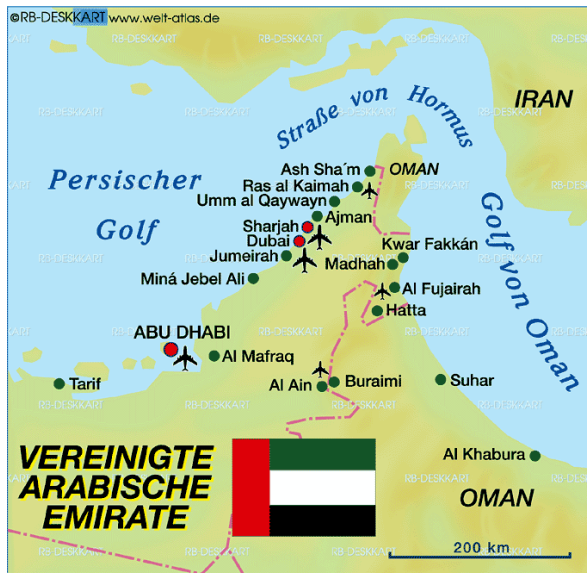 ©RB-DESKKART www.welt-atlas.de
RB-DESKKART
Straße von Hormus
IRAN
Persischer
Golf
Golf von Oman
Ash Sha´m
OMAN
Ras al Kaimah
Umm al Qaywayn
Ajman
Sharjah
Dubai
Jumeirah
Kwar Fakkán
Madhah
Miná Jebel Ali
Al Fujairah
Hatta
ABU DHABI
Al Mafraq
Tarif
Al Ain
Buraimi
Suhar
Al Khabura
VEREINIGTE
ARABISCHE
EMIRATE
OMAN
200 km